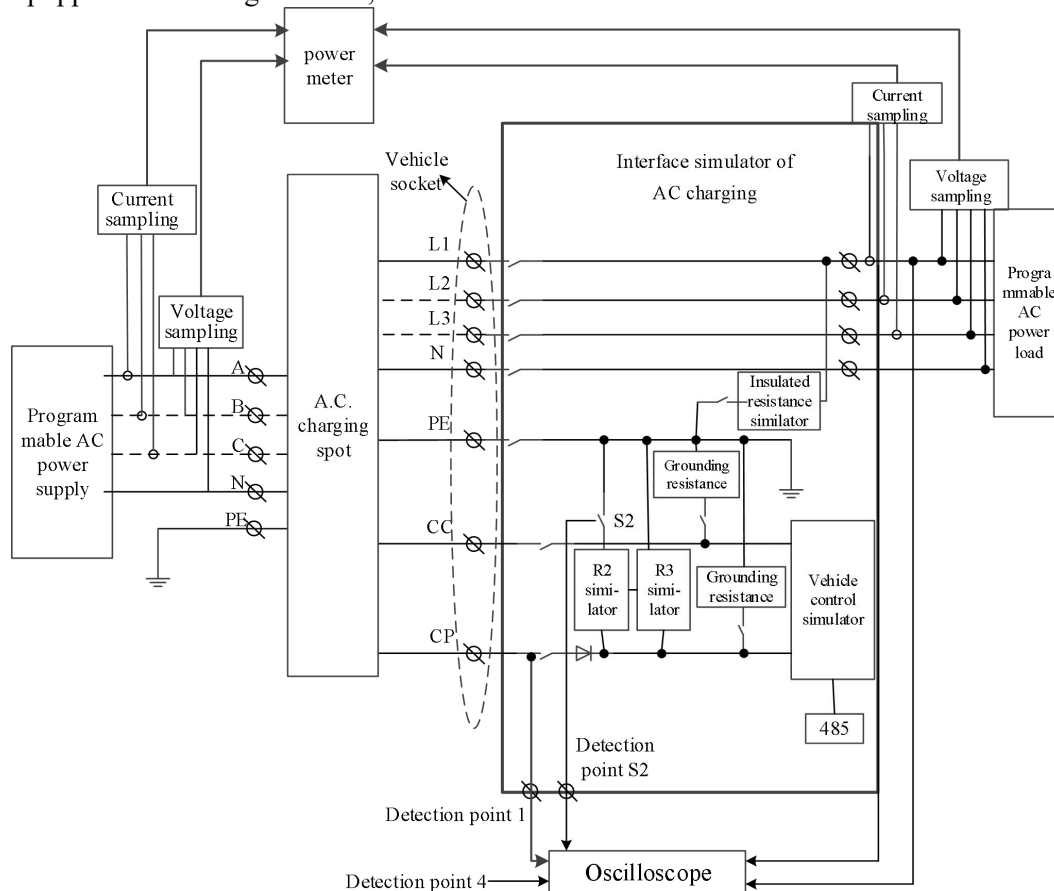 power
meter
Current
sampling
Interface simulator of
AC charging
Vehicle
socket
Voltage
sampling
Current
sampling
L1
L2
L3
N
Voltage
sampling
Progra
mmable
AC
power
load
A
B
C
N
PE
Program
mable AC
power
supply
A.C.
charging
spot
Insulated
resistance
similator
PE
Grounding
resistance
S2
CC
R2
simi-
lator
R3
simi-
lator
Grounding
resistance
Vehicle
control
simulator
CP
485
Detection
point S2
Detection point 1
Oscilloscope
Detection point 4